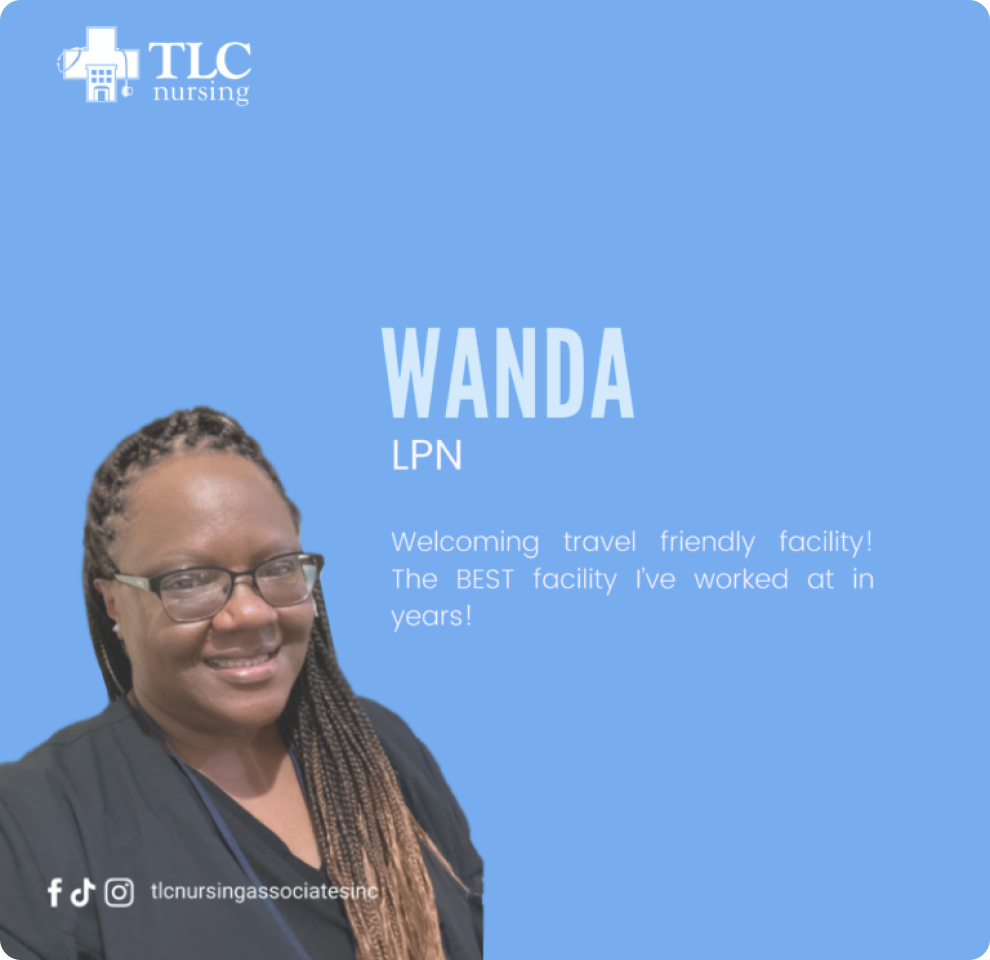 TLC
nursing
WANDA
LPN
Welcoming travel friendly facility!
The BEST facility I've worked at in
years!
tlcnursingassociatesinc